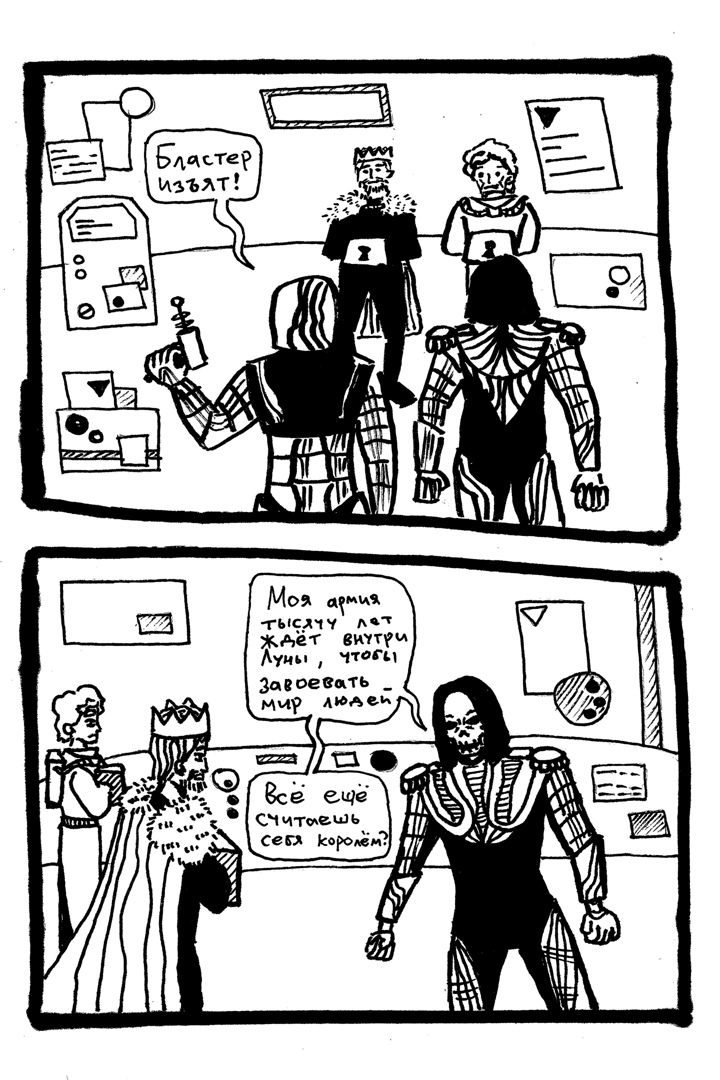 Бластер
изъят!
Моя армия
тысячу лет
ждёт внутри
Луны, чтобы
завоевать
мир людей
Всё ещё
считаешь
себя королём?